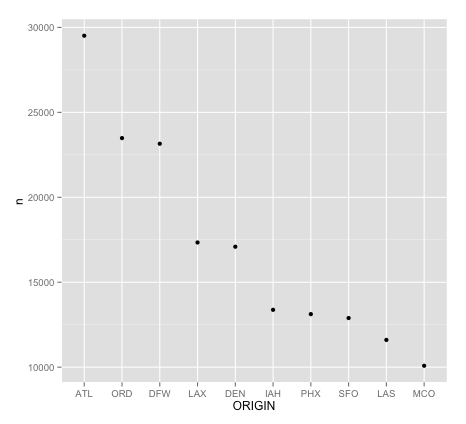 30000
25000
20000
15000
10000
n
ATL ORD DFW LAX DEN IAH PHX SFO LAS MCO
ORIGIN